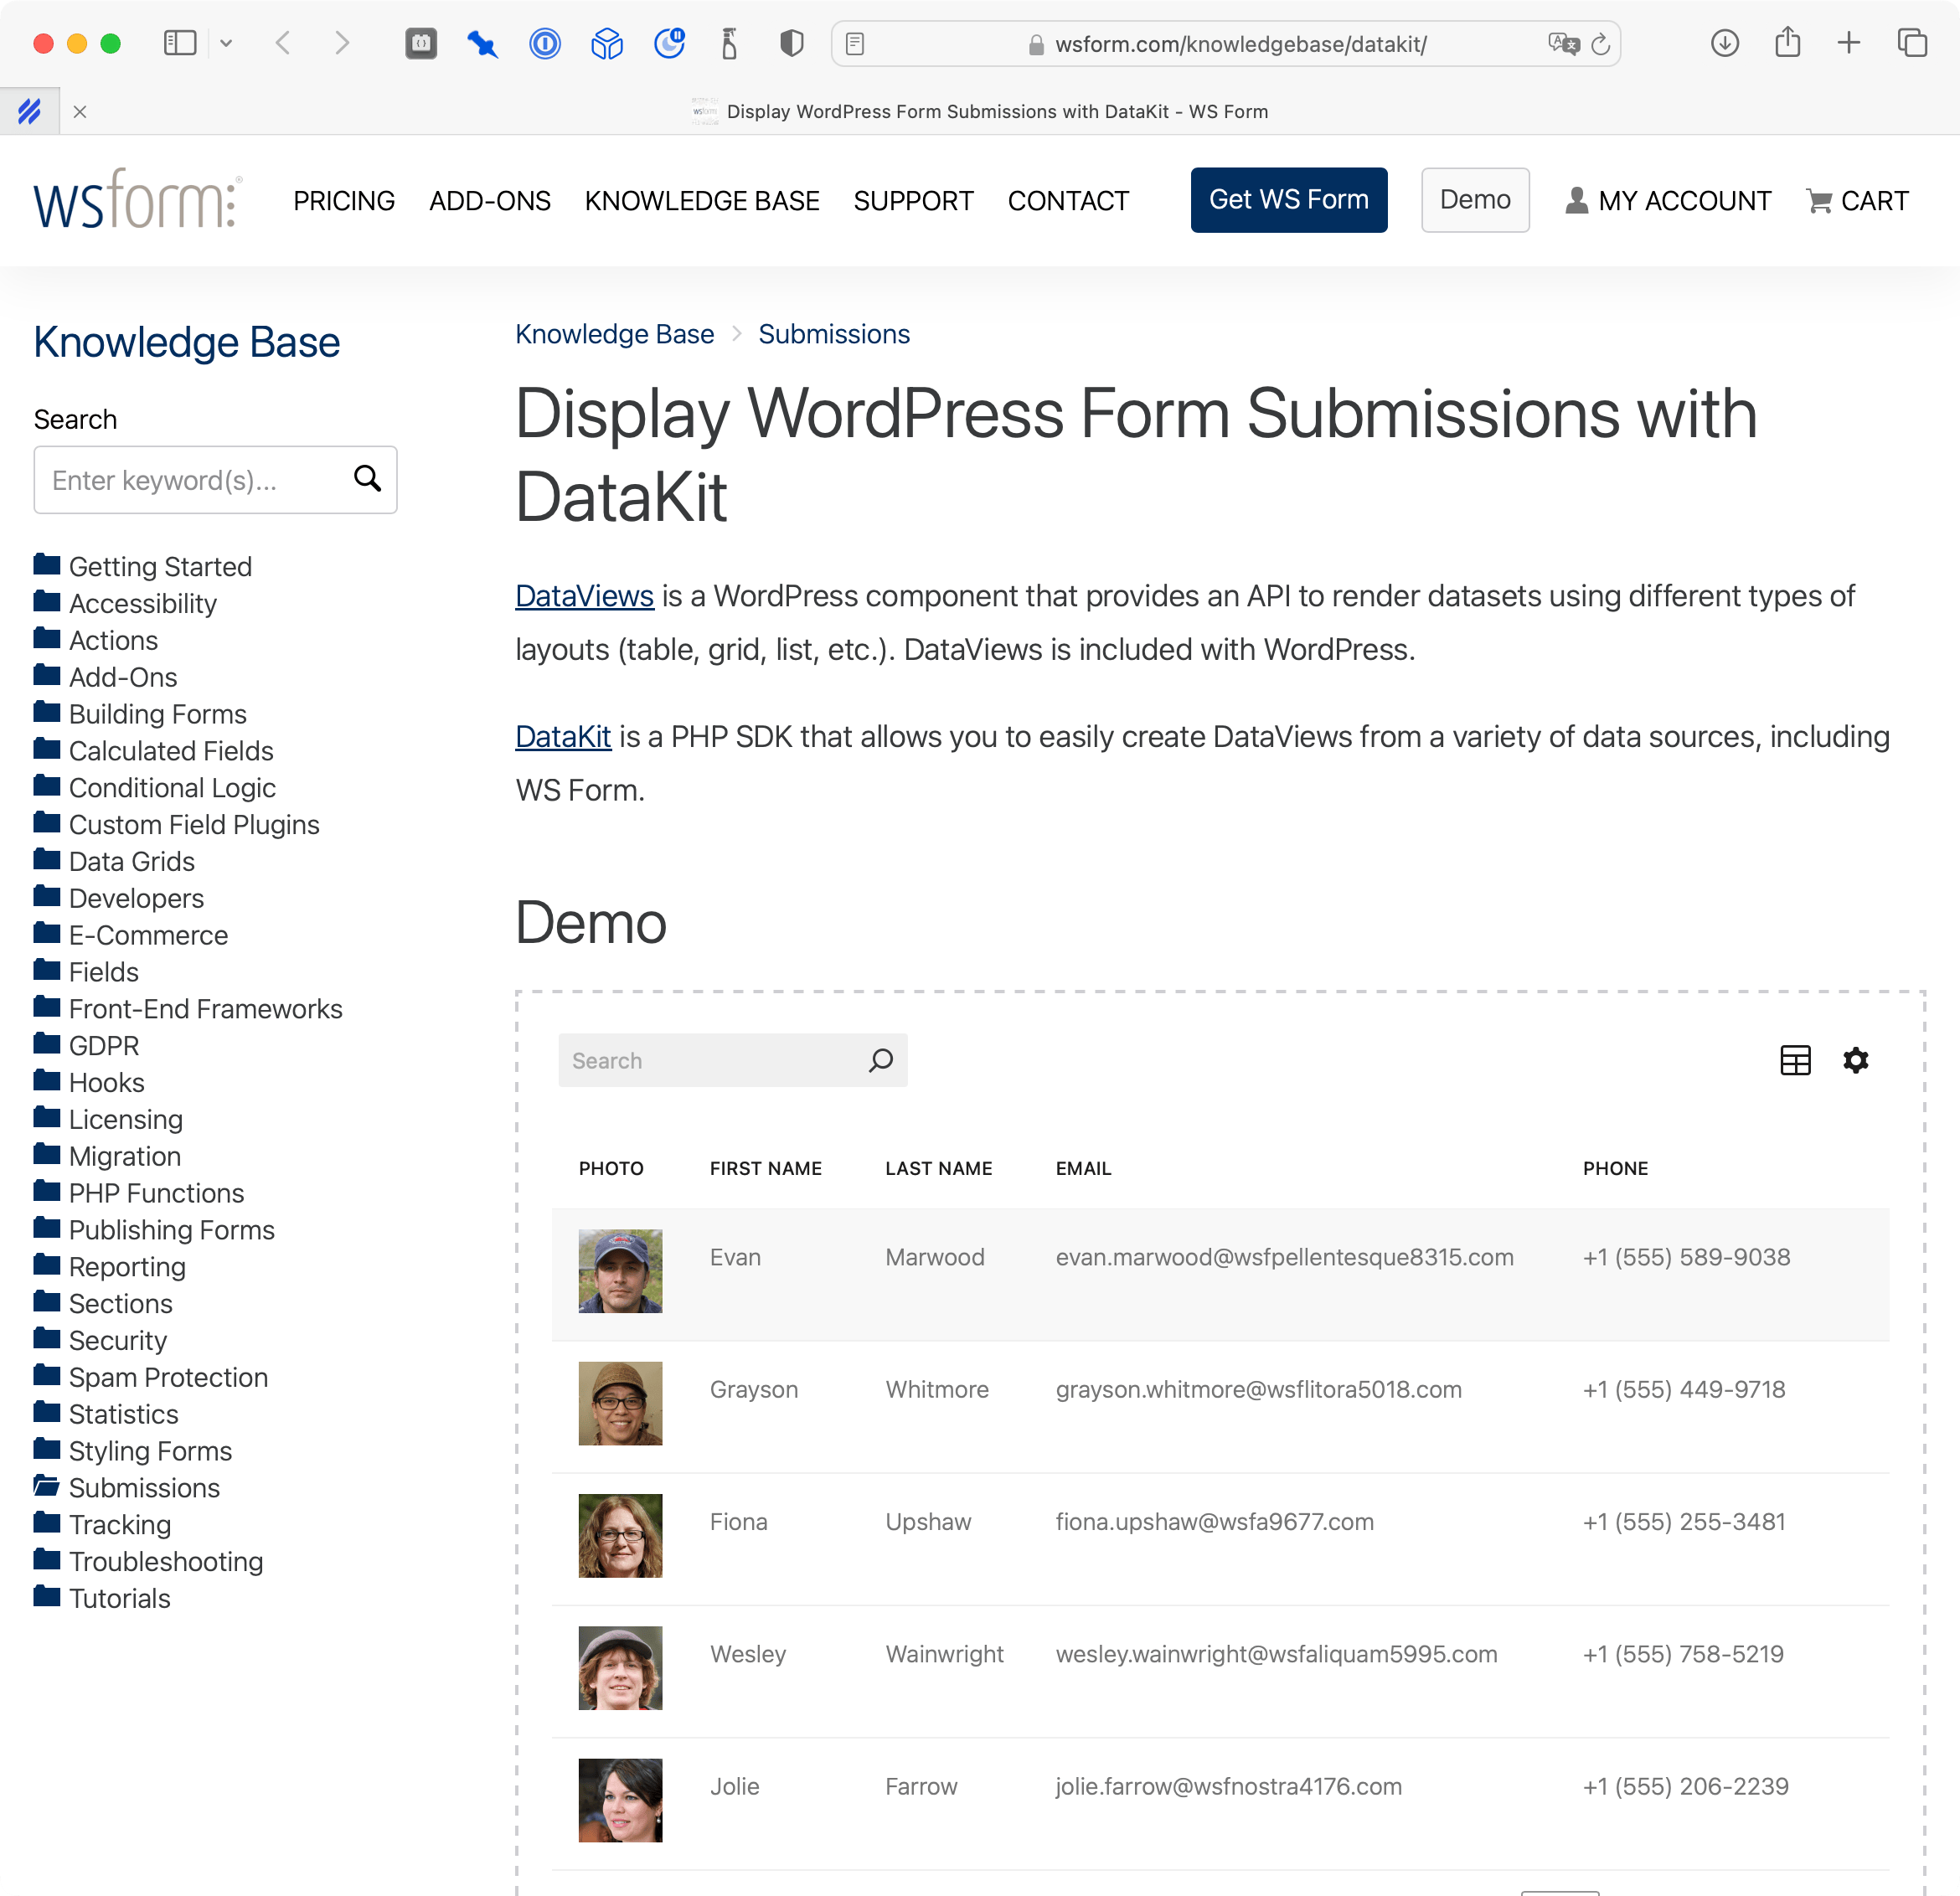 wsform.com/knowledgebase/datakit/
Display WordPress Form Submissions with DataKit - WS Form
wsform:®
PRICING
ADD-ONS
KNOWLEDGE BASE
SUPPORT
CONTACT
Get WS Form
Demo
MY ACCOUNT
CART
Knowledge Base
Search
Enter keyword(s)...
Getting Started
Accessibility
Actions
Add-Ons
Building Forms
Calculated Fields
Conditional Logic
Custom Field Plugins
Data Grids
Developers
E-Commerce
Fields
Front-End Frameworks
GDPR
Hooks
Licensing
Migration
PHP Functions
Publishing Forms
Reporting
Sections
Security
Spam Protection
Statistics
Styling Forms
Submissions
Tracking
Troubleshooting
Tutorials
Knowledge Base > Submissions
Display WordPress Form Submissions with
DataKit
DataViews is a WordPress component that provides an API to render datasets using different types of
layouts (table, grid, list, etc.). DataViews is included with WordPress.
DataKit is a PHP SDK that allows you to easily create DataViews from a variety of data sources, including
WS Form.
Demo
Search
PHOTO FIRST NAME LAST NAME EMAIL PHONE
Evan Marwood evan.marwood@wsfpellentesque8315.com +1 (555) 589-9038
Grayson Whitmore grayson.whitmore@wsflitora5018.com +1 (555) 449-9718
Fiona Upshaw fiona.upshaw@wsfa9677.com +1 (555) 255-3481
Wesley Wainwright wesley.wainwright@wsfaliquam5995.com +1 (555) 758-5219
Jolie Farrow jolie.farrow@wsfnostra4176.com +1 (555) 206-2239